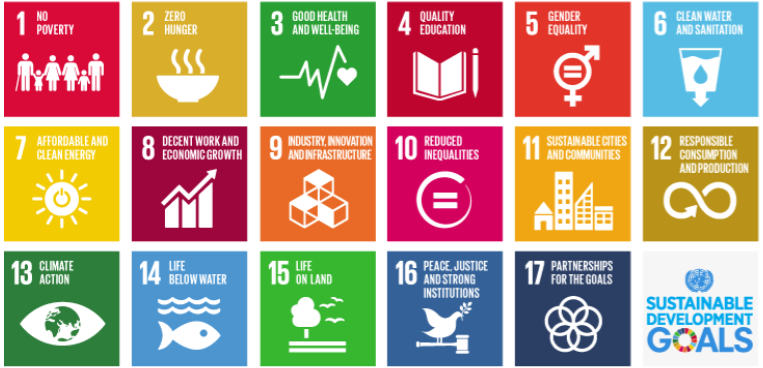 1 NO
POVERTY
2 ZERO
HUNGER
3 GOOD HEALTH
AND WELL-BEING
4 QUALITY
EDUCATION
5 GENDER
EQUALITY
6 CLEAN WATER
AND SANITATION
7 AFFORDABLE AND
CLEAN ENERGY
8 DECENT WORK AND
ECONOMIC GROWTH
9 INDUSTRY, INNOVATION
AND INFRASTRUCTURE
10 REDUCED
INEQUALITIES
11 SUSTAINABLE CITIES
AND COMMUNITIES
12 RESPONSIBLE
CONSUMPTION
AND PRODUCTION
13 CLIMATE
ACTION
14 LIFE
BELOW WATER
15 LIFE
ON LAND
16 PEACE, JUSTICE
AND STRONG
INSTITUTIONS
17 PARTNERSHIPS
FOR THE GOALS
SUSTAINABLE
DEVELOPMENT
GOALS